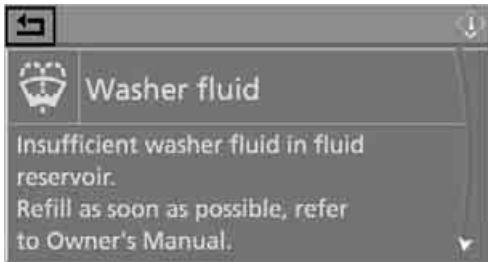 Washer fluid
Insufficient washer fluid in fluid
reservoir.
Refill as soon as possible, refer
to Owner's Manual.